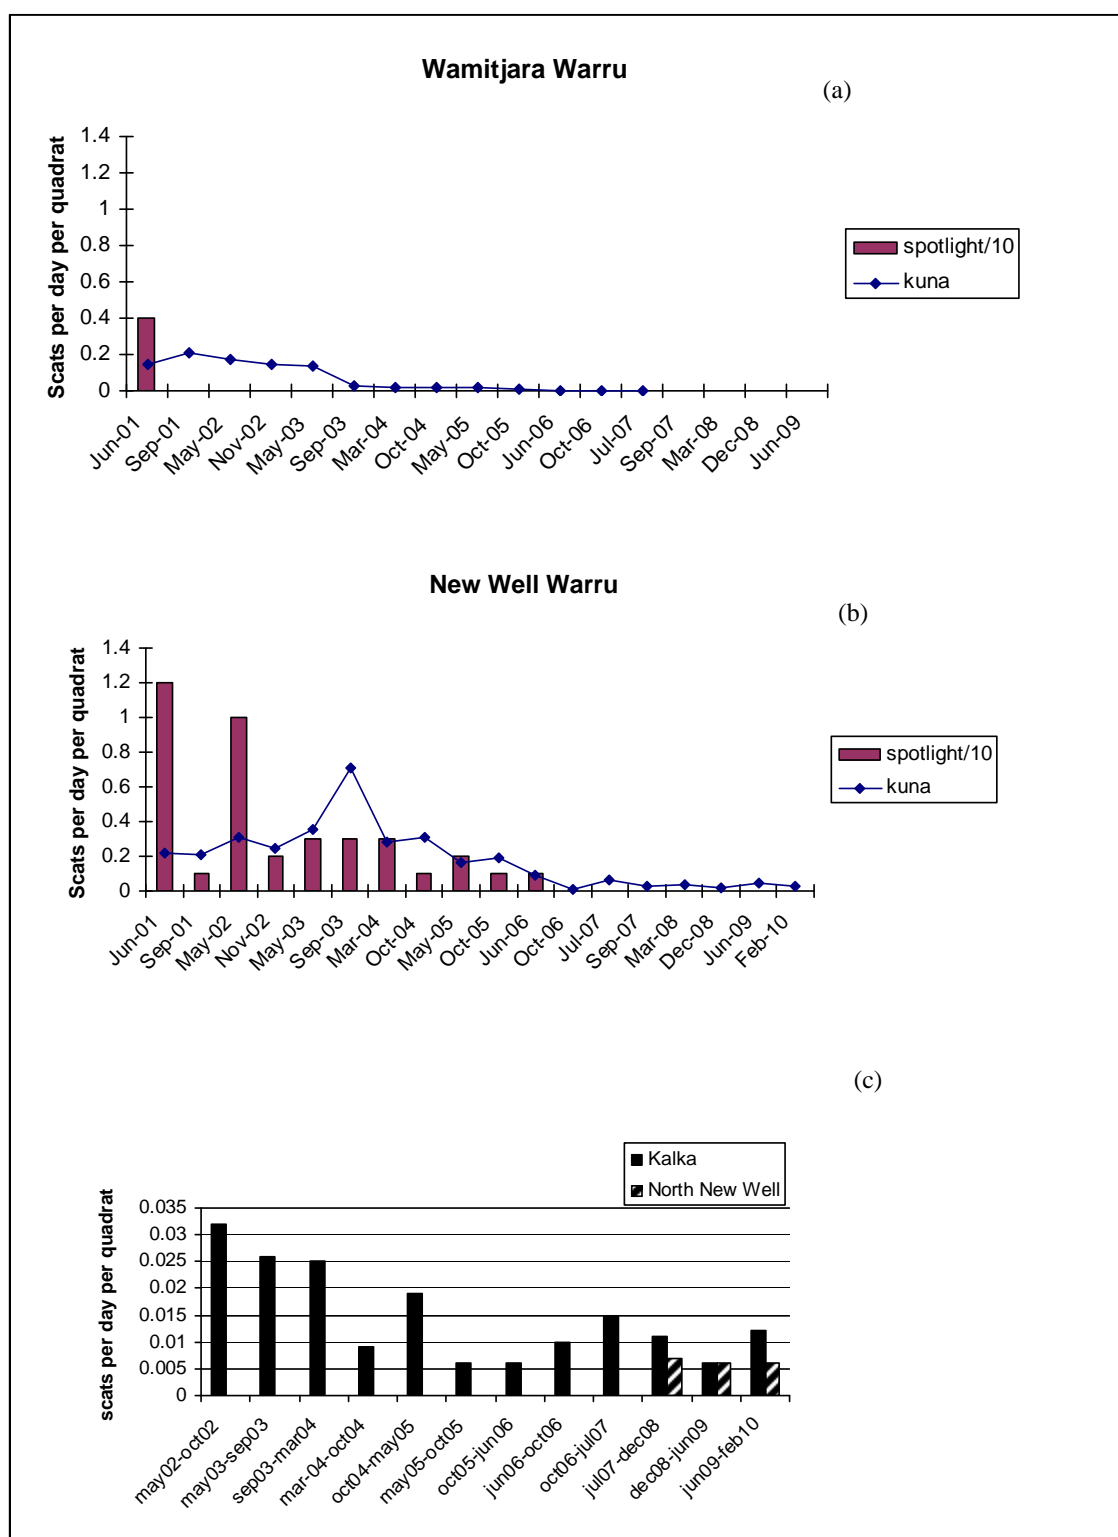 Wamitjara Warru
(a)
Scats per day per quadrat
1.4
1.2
1
0.8
0.6
0.4
0.2
0
Jun-01
Sep-01
May-02
Nov-02
May-03
Sep-03
Mar-04
Oct-04
May-05
Oct-05
Jun-06
Oct-06
Jul-07
Sep-07
Mar-08
Dec-08
Jun-09
spotlight/10
kuna
New Well Warru
(b)
Scats per day per quadrat
1.4
1.2
1
0.8
0.6
0.4
0.2
0
Jun-01
Sep-01
May-02
Nov-02
May-03
Sep-03
Mar-04
Oct-04
May-05
Oct-05
Jun-06
Oct-06
Jul-07
Sep-07
Mar-08
Dec-08
Jun-09
Feb-10
spotlight/10
kuna
(c)
Kalka
North New Well
scats per day per quadrat
0.035
0.03
0.025
0.02
0.015
0.01
0.005
0
may02-oct02
may03-sep03
sep03-mar04
mar-04-oct04
oct04-may05
may05-oct05
oct05-jun06
jun06-oct06
oct06-jul07
jul07-dec08
dec08-jun09
jun09-feb10